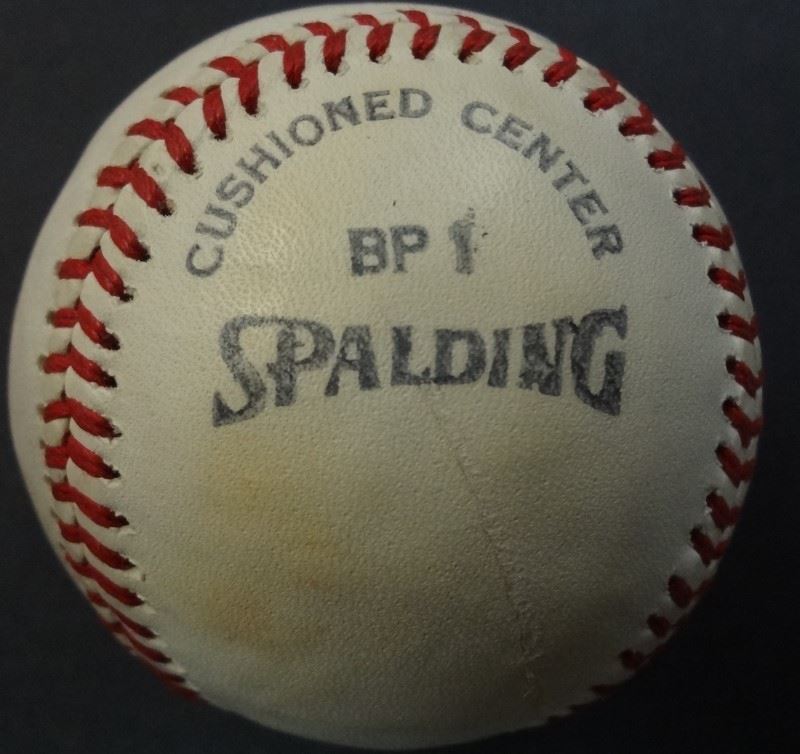 CUSHIONED CENTER
BP 1
SPALDING